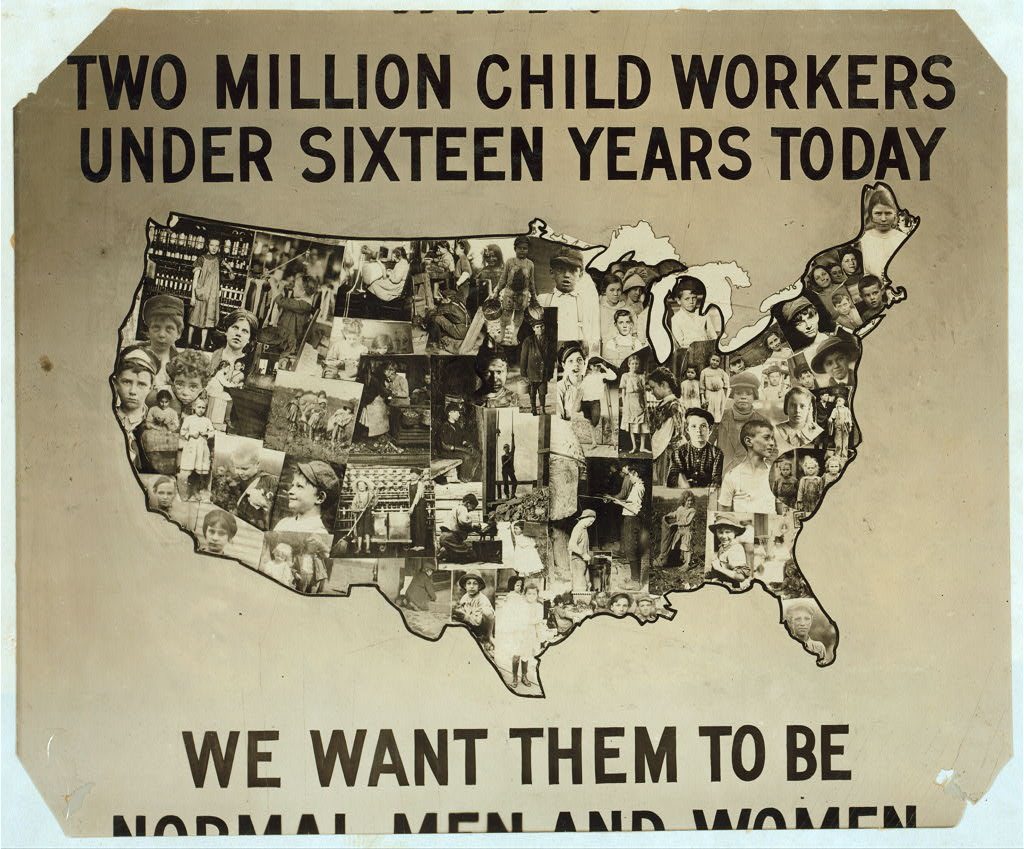 TWO MILLION CHILD WORKERS
UNDER SIXTEEN YEARS TODAY
WE WANT THEM TO BE
NORMAL MEN AND WOMEN